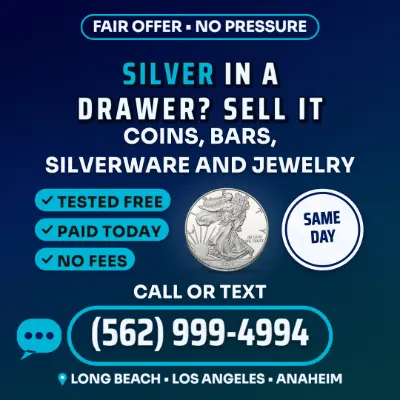 FAIR OFFER • NO PRESSURE
SILVER IN A
DRAWER? SELL IT
COINS, BARS,
SILVERWARE AND JEWELRY
TESTED FREE
PAID TODAY
NO FEES
SAME
DAY
CALL OR TEXT
(562) 999-4994
LONG BEACH • LOS ANGELES • ANAHEIM